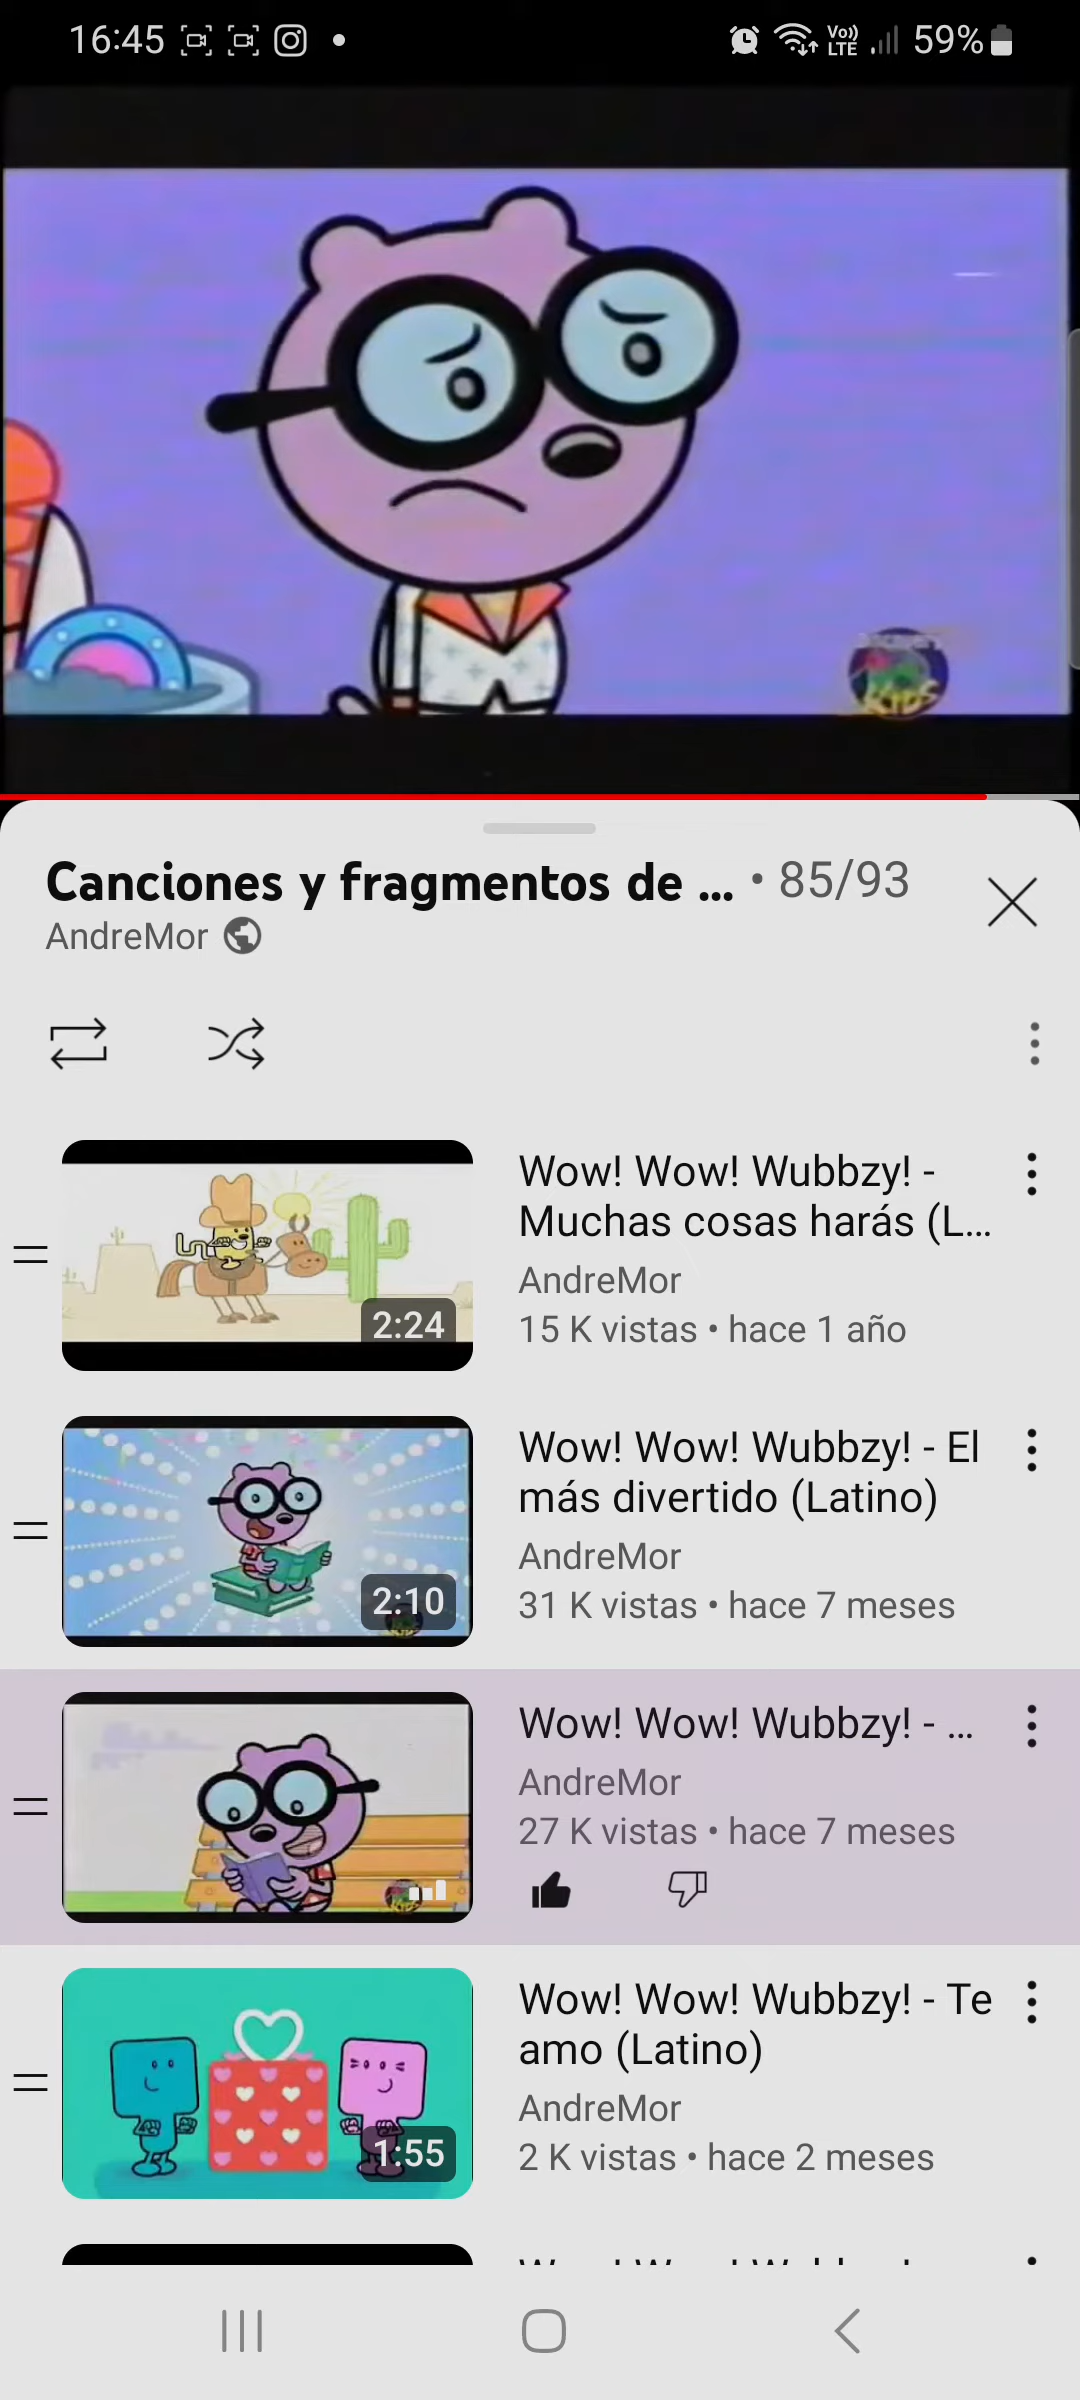 16:45
Vo))
LTE
59%
KIDS
Canciones y fragmentos de ... • 85/93
AndreMor
Wow! Wow! Wubbzy! -
Muchas cosas harás (L...
AndreMor
15 K vistas • hace 1 año
2:24
Wow! Wow! Wubbzy! - El
más divertido (Latino)
AndreMor
31 K vistas • hace 7 meses
2:10
Wow! Wow! Wubbzy! - ...
AndreMor
27 K vistas • hace 7 meses
Wow! Wow! Wubbzy! - Te
amo (Latino)
AndreMor
2 K vistas • hace 2 meses
1:55